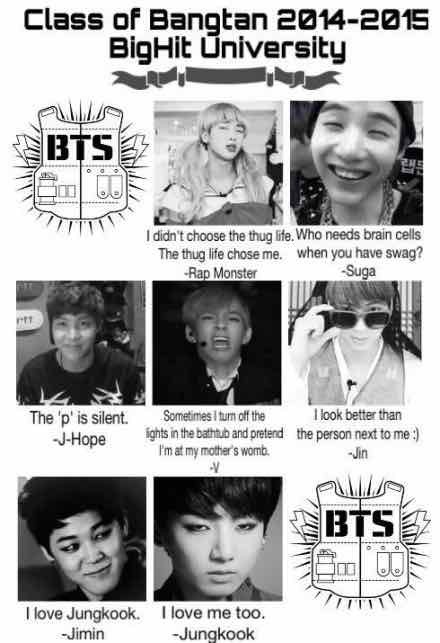 Class of Bangtan 2014-2015
BigHit University
BTS
I didn't choose the thug life.
The thug life chose me.
-Rap Monster
Who needs brain cells
when you have swag?
-Suga
The 'p' is silent.
-J-Hope
Sometimes I turn off the
lights in the bathtub and pretend
I'm at my mother's womb.
-V
I look better than
the person next to me :)
-Jin
I love Jungkook.
-Jimin
I love me too.
-Jungkook
BTS